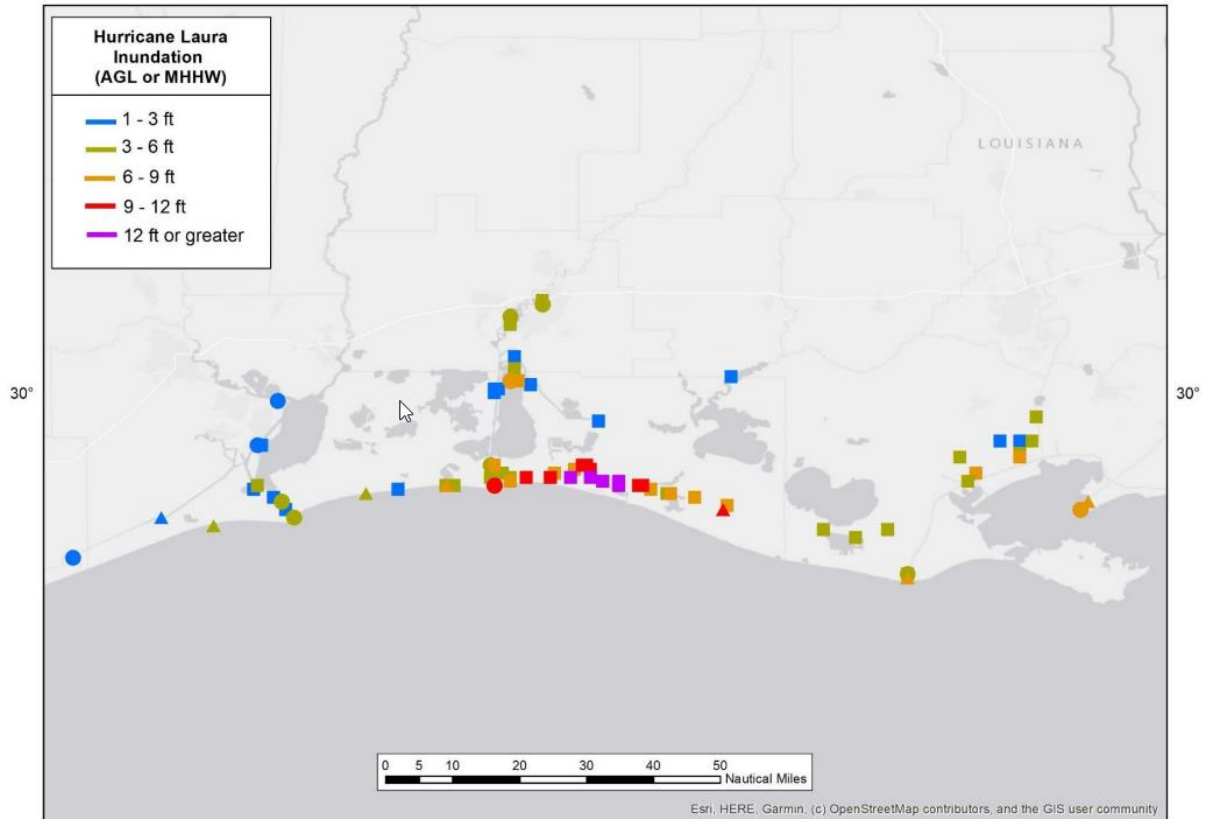 Hurricane Laura
Inundation
(AGL or MHHW)
1 - 3 ft
3 - 6 ft
6 - 9 ft
9 - 12 ft
12 ft or greater
LOUISIANA
30°
30°
0 5 10 20 30 40 50
Nautical Miles
Esri, HERE, Garmin, (c) OpenStreetMap contributors, and the GIS user community